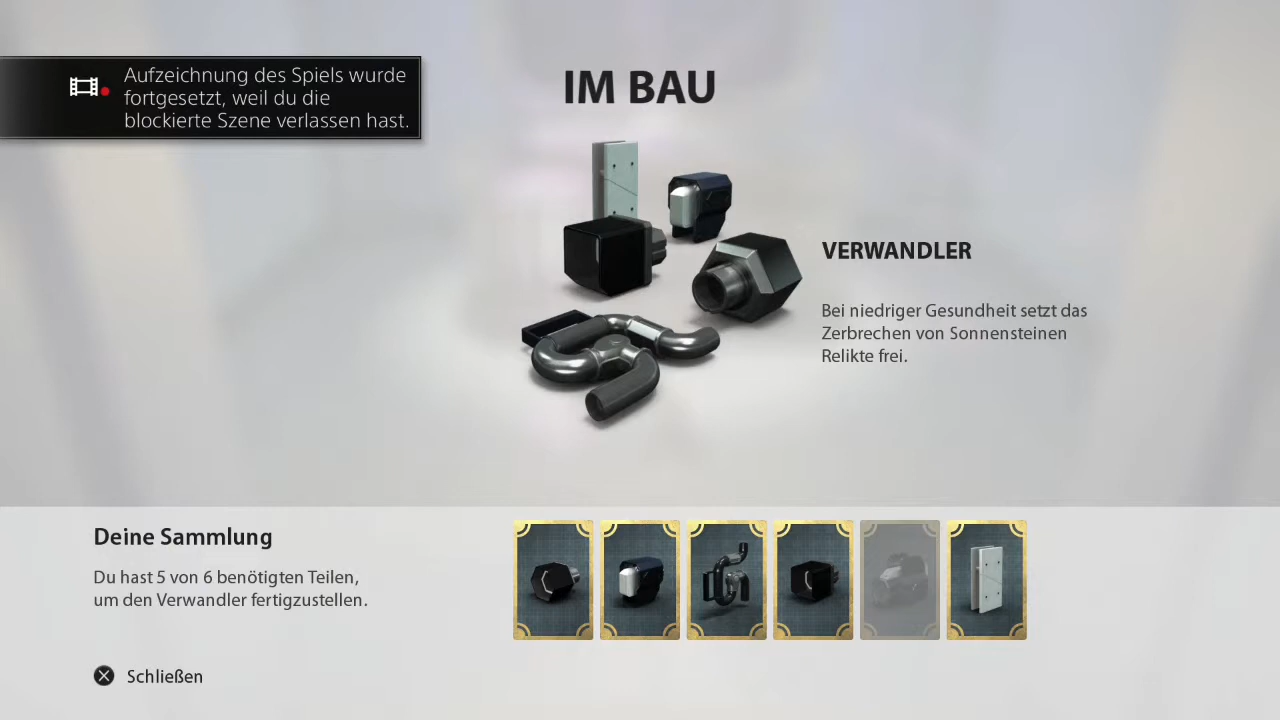 Aufzeichnung des Spiels wurde
fortgesetzt, weil du die
blockierte Szene verlassen hast.
IM BAU
VERWANDLER
Bei niedriger Gesundheit setzt das
Zerbrechen von Sonnensteinen
Relikte frei.
Deine Sammlung
Du hast 5 von 6 benötigten Teilen,
um den Verwandler fertigzustellen.
Schließen